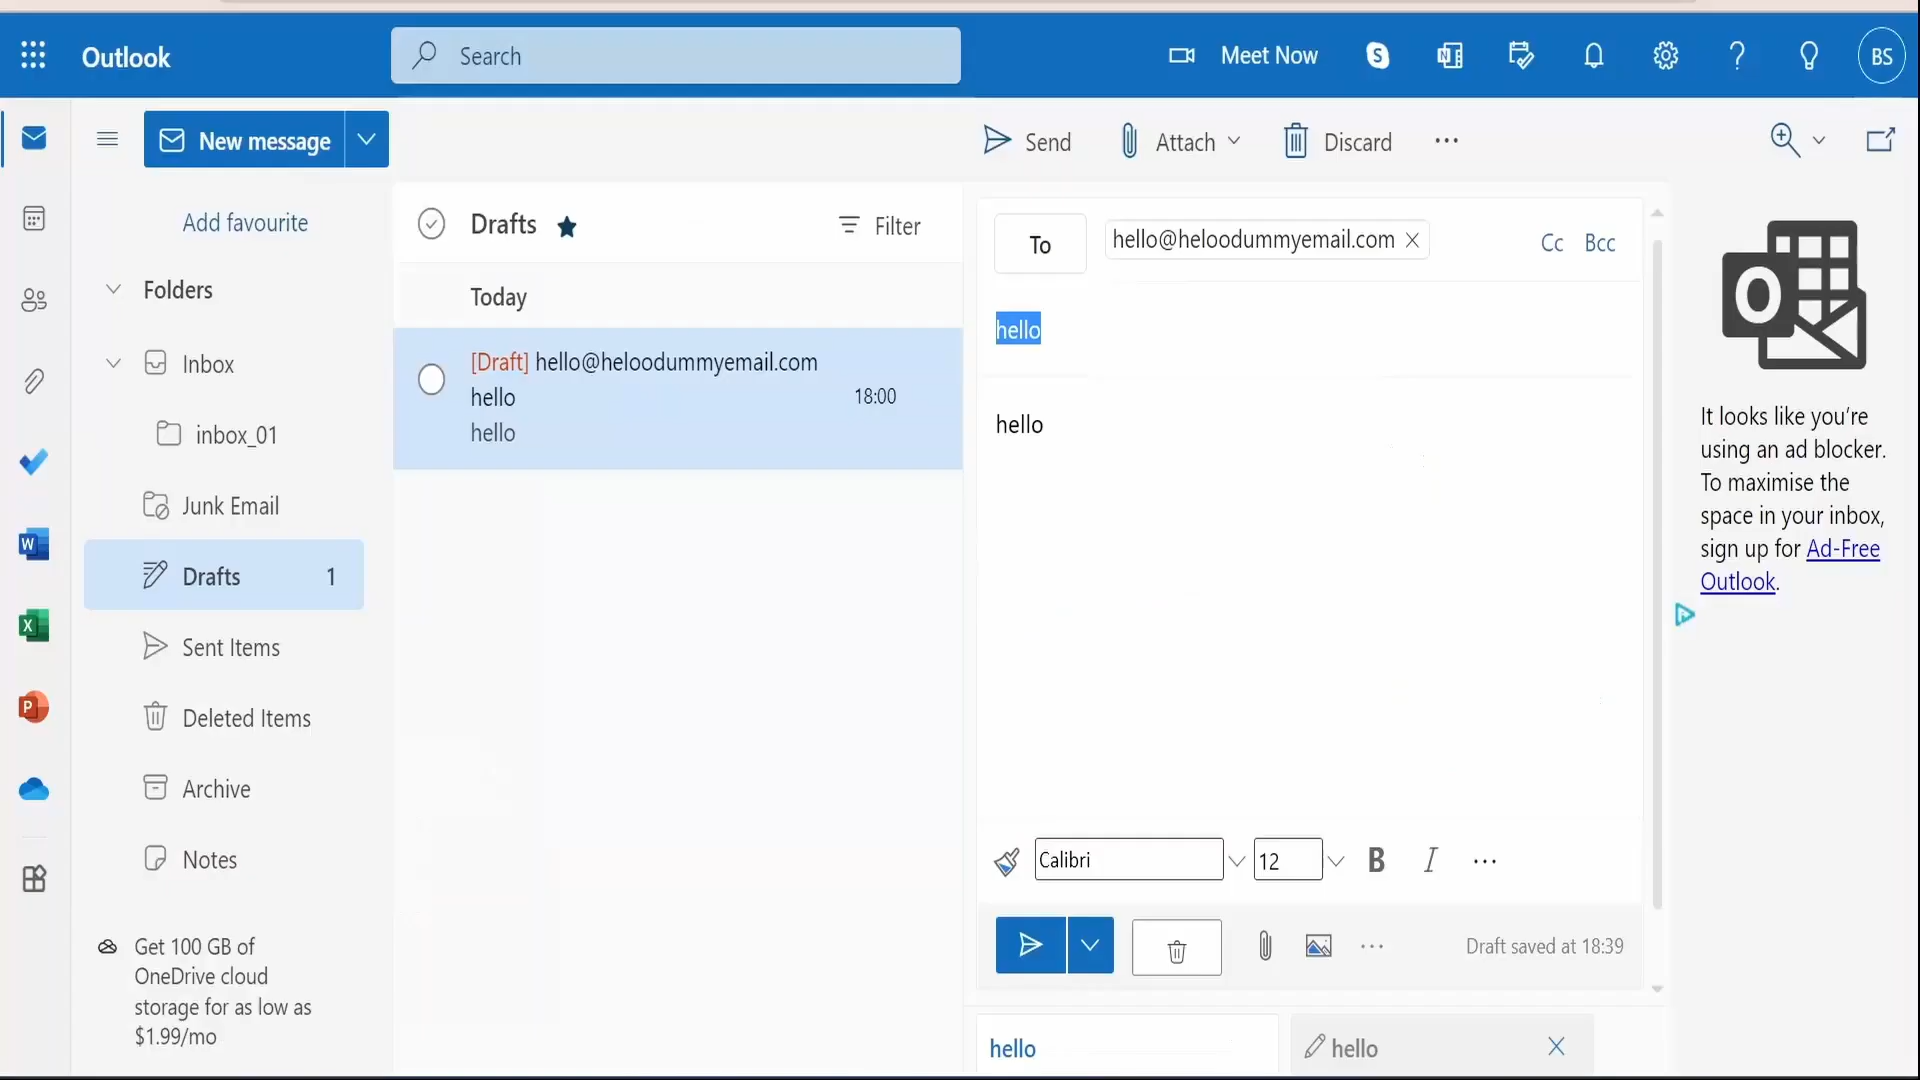 Outlook
Search
Meet Now
BS
New message
Send
Attach
Discard
Add favourite
Folders
Inbox
inbox_01
Junk Email
Drafts 1
Sent Items
Deleted Items
Archive
Notes
Get 100 GB of
OneDrive cloud
storage for as low as
$1.99/mo
Drafts
Filter
Today
[Draft] hello@heloodummyemail.com
hello 18:00
hello
To hello@heloodummyemail.com Cc Bcc
hello
hello
Calibri 12 B I
Draft saved at 18:39
hello
hello
It looks like you're
using an ad blocker.
To maximise the
space in your inbox,
sign up for Ad-Free
Outlook.